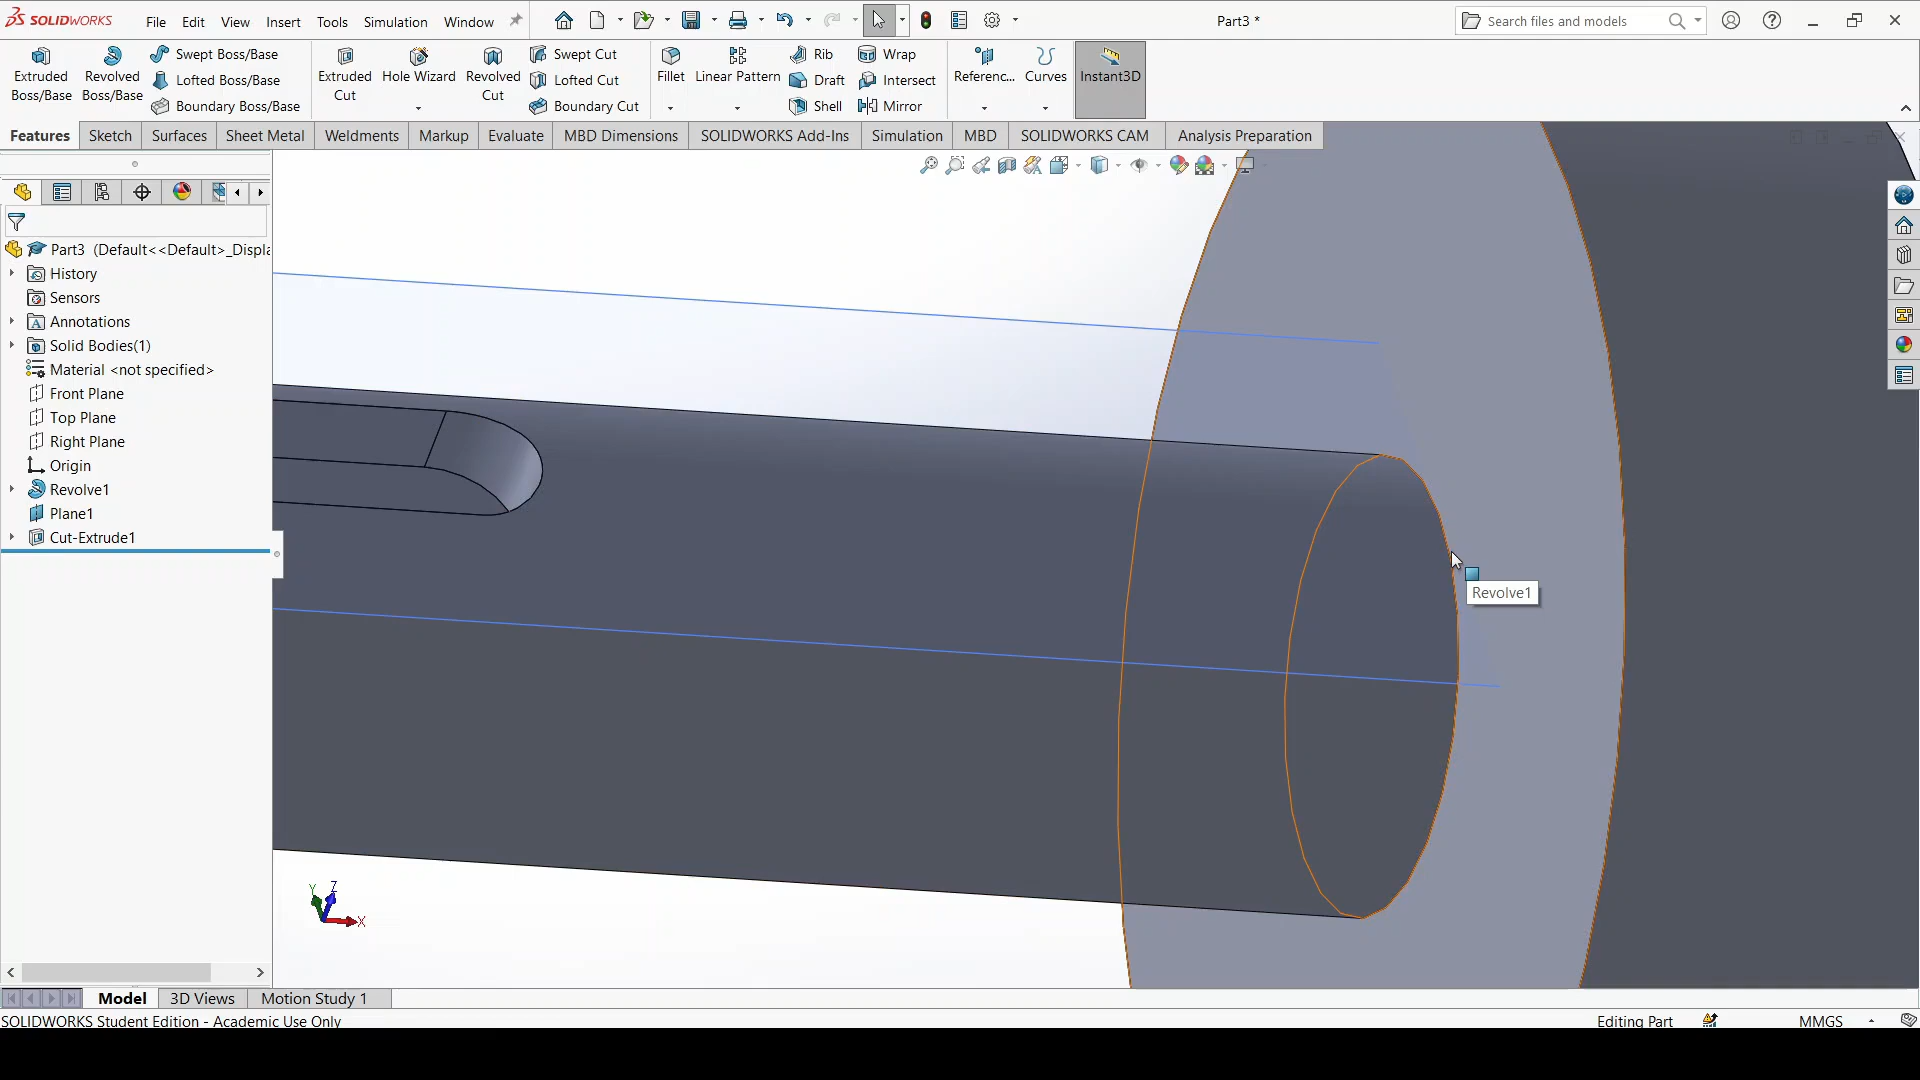 SOLIDWORKS
File Edit View Insert Tools Simulation Window
Part3 *
Search files and models
Extruded Boss/Base
Revolved Boss/Base
Swept Boss/Base
Lofted Boss/Base
Boundary Boss/Base
Extruded Cut
Hole Wizard
Revolved Cut
Swept Cut
Lofted Cut
Boundary Cut
Fillet
Linear Pattern
Rib
Draft
Shell
Wrap
Intersect
Mirror
Referenc...
Curves
Instant3D
Features Sketch Surfaces Sheet Metal Weldments Markup Evaluate MBD Dimensions SOLIDWORKS Add-Ins Simulation MBD SOLIDWORKS CAM Analysis Preparation
Part3 (Default<<Default>_Displa
History
Sensors
Annotations
Solid Bodies(1)
Material <not specified>
Front Plane
Top Plane
Right Plane
Origin
Revolve1
Plane1
Cut-Extrude1
Revolve1
Y Z
X
Model 3D Views Motion Study 1
SOLIDWORKS Student Edition - Academic Use Only
Editing Part
MMGS